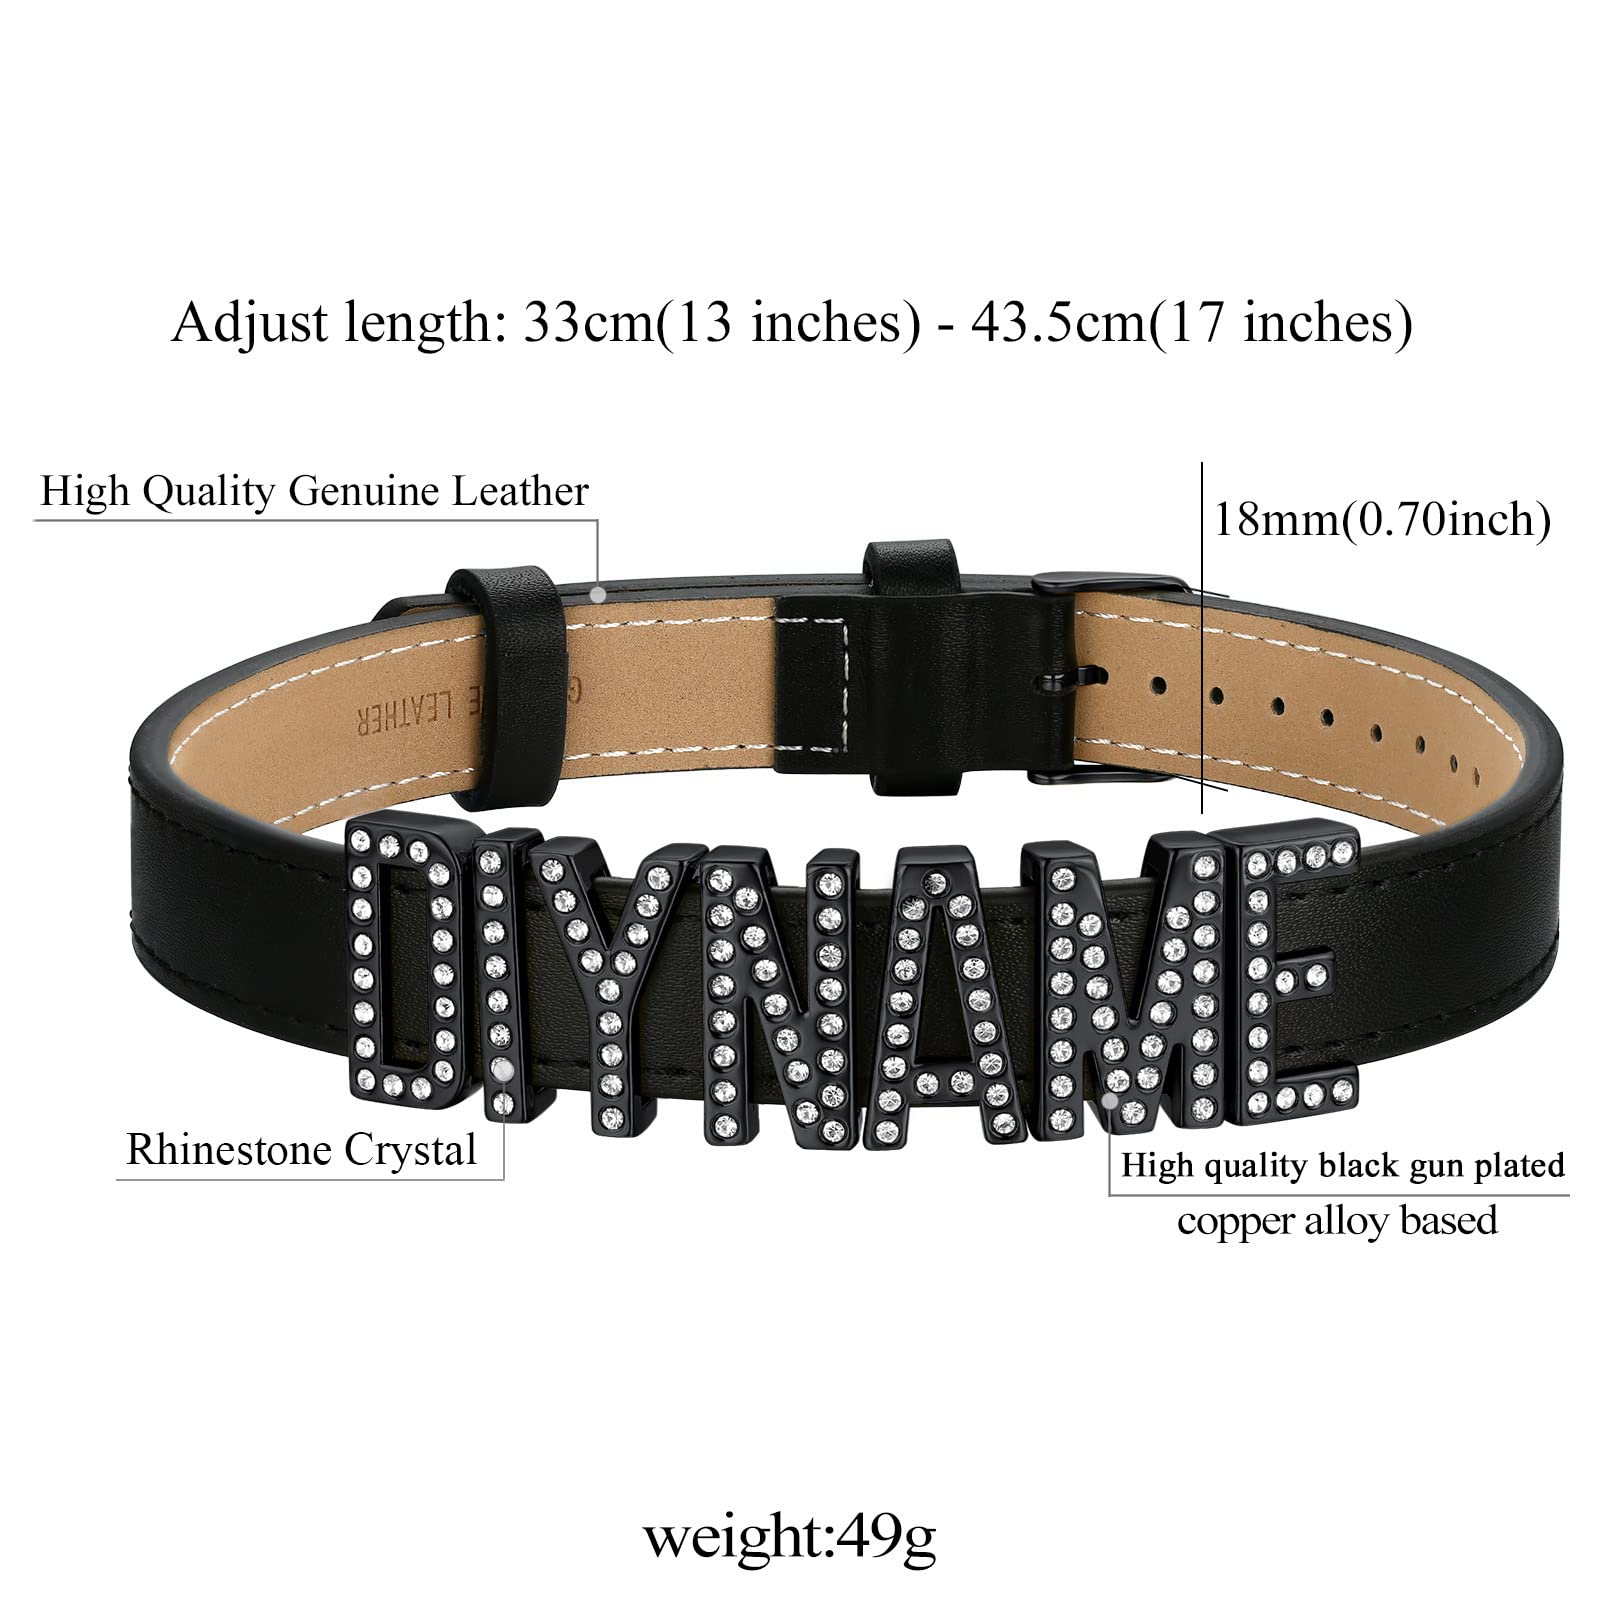 Adjust length: 33cm(13 inches) - 43.5cm(17 inches)
High Quality Genuine Leather
18mm(0.70inch)
G E LEATHER
DIYNAME
Rhinestone Crystal
High quality black gun plated
copper alloy based
weight:49g